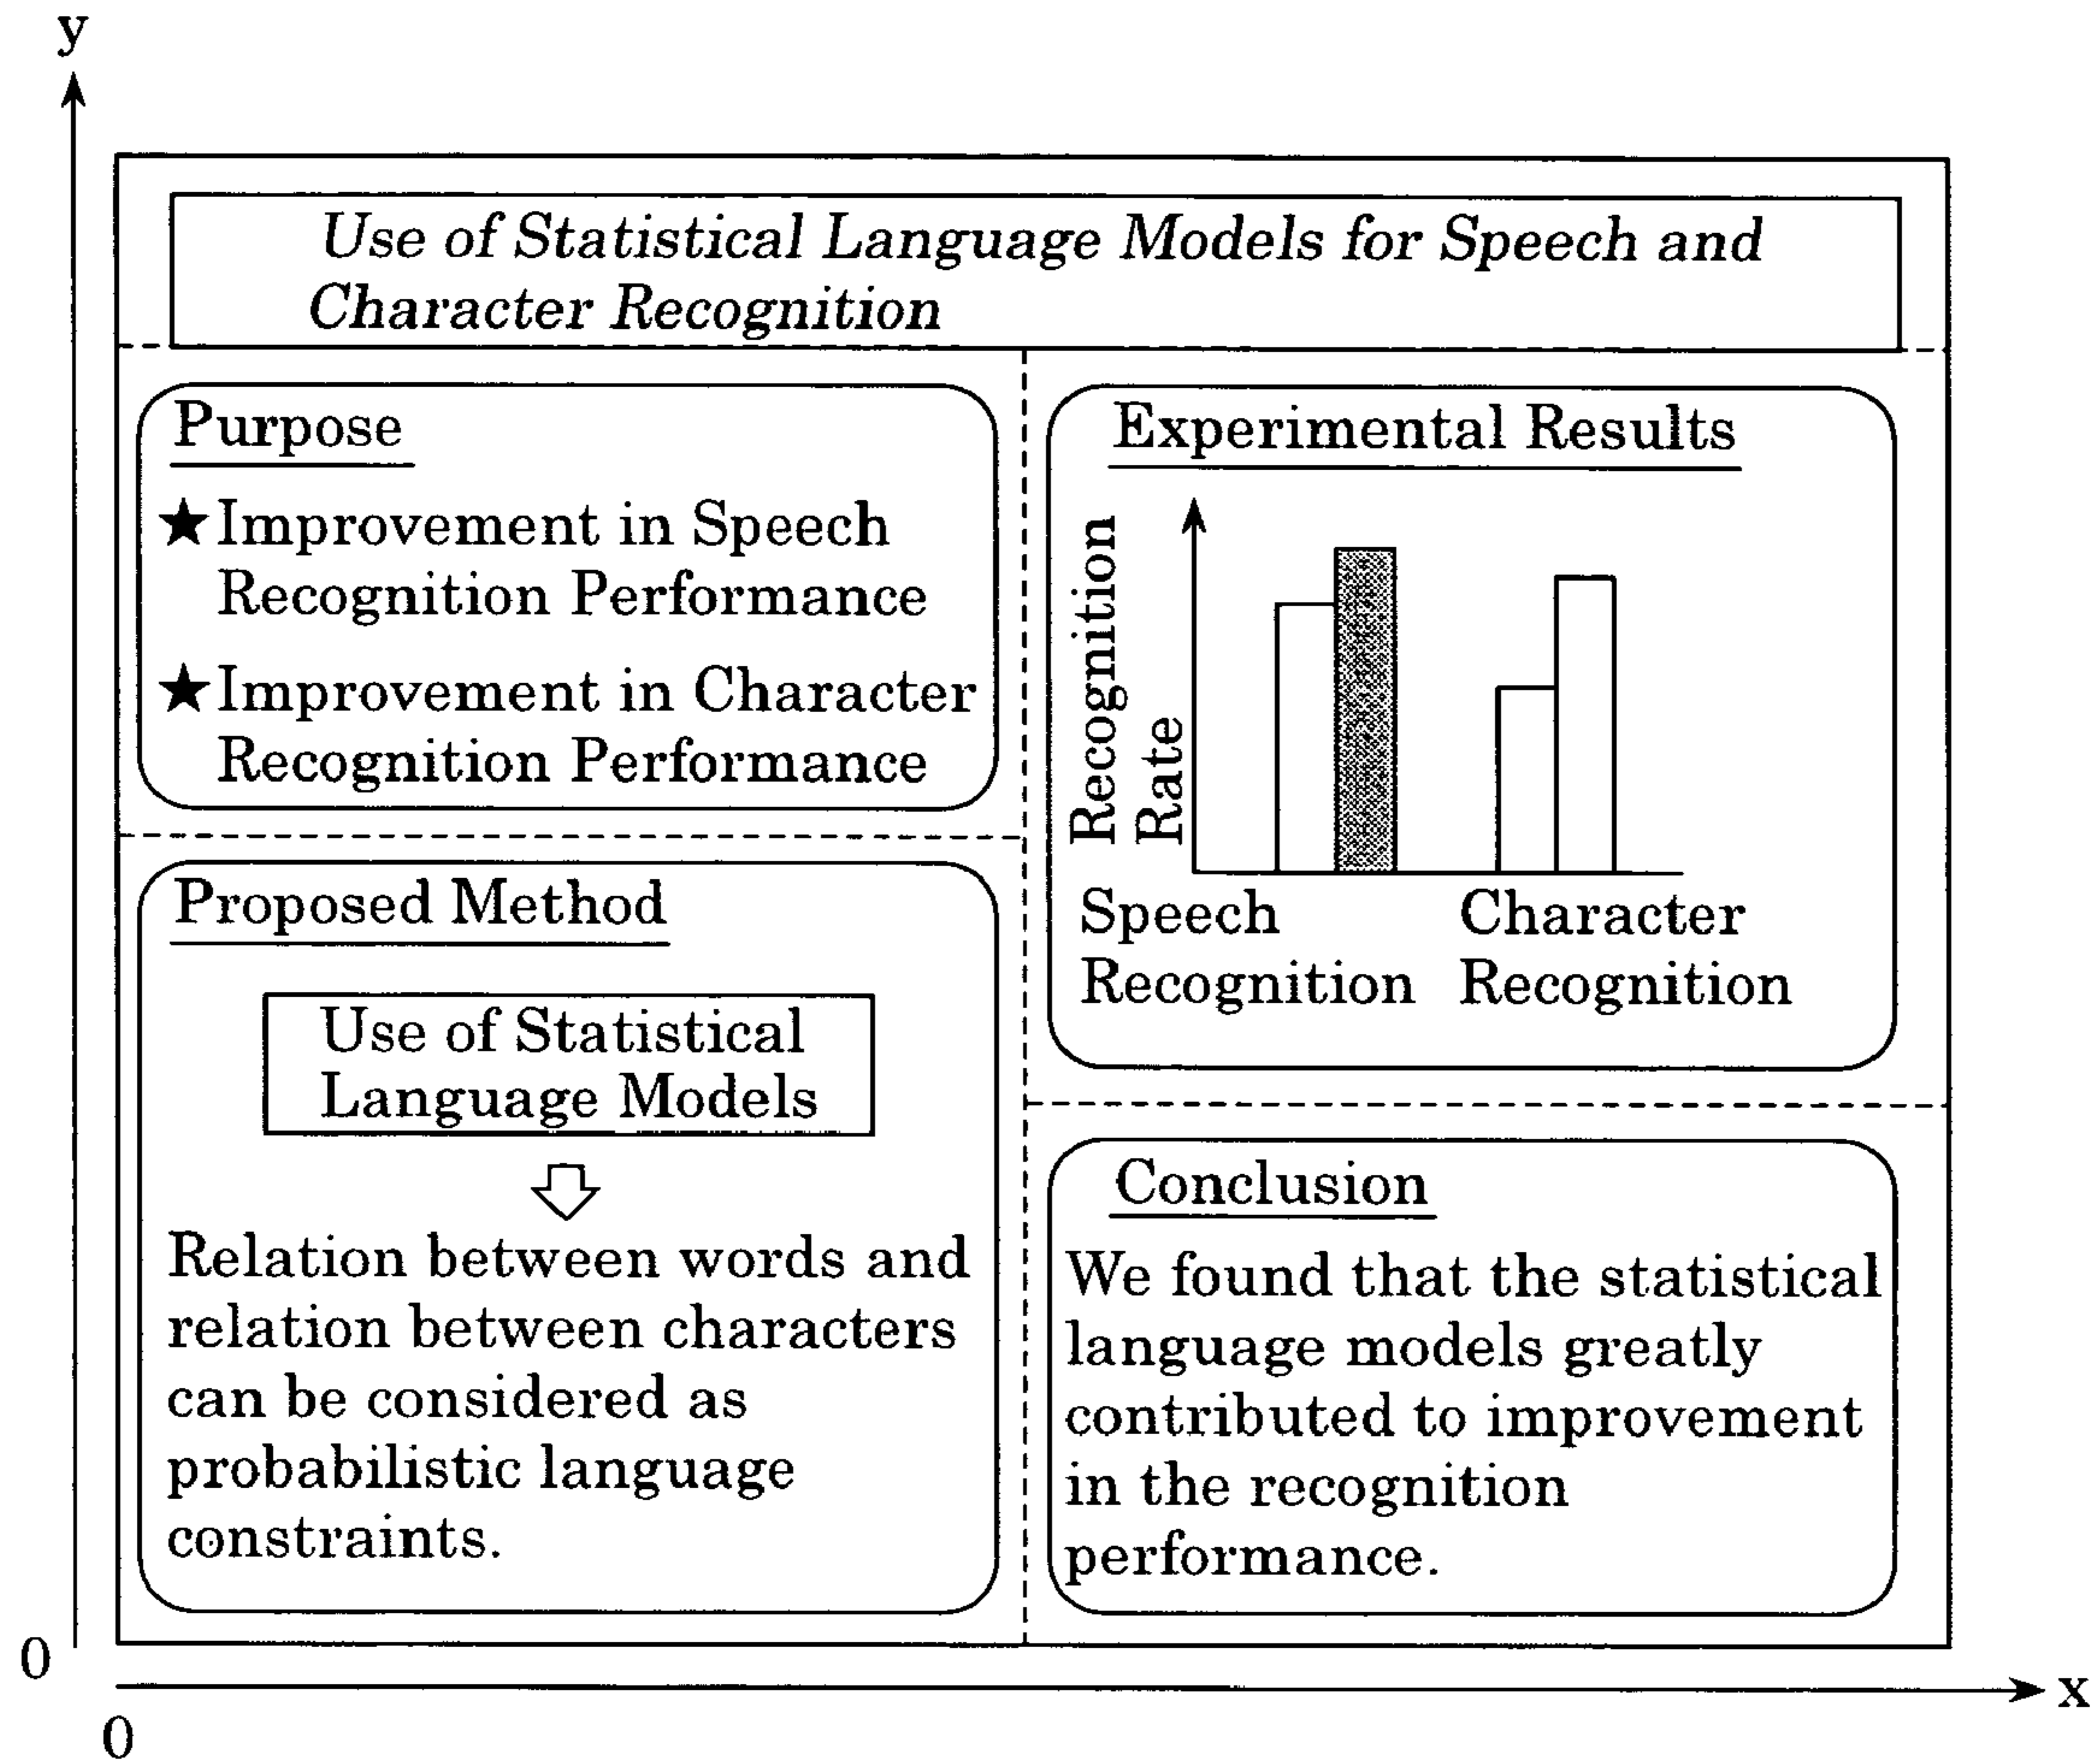 y
Use of Statistical Language Models for Speech and
Character Recognition
Purpose
★Improvement in Speech
Recognition Performance
★Improvement in Character
Recognition Performance
Proposed Method
Use of Statistical
Language Models
Relation between words and
relation between characters
can be considered as
probabilistic language
constraints.
Experimental Results
Recognition
Rate
Speech
Recognition
Character
Recognition
Conclusion
We found that the statistical
language models greatly
contributed to improvement
in the recognition
performance.
0
x
0